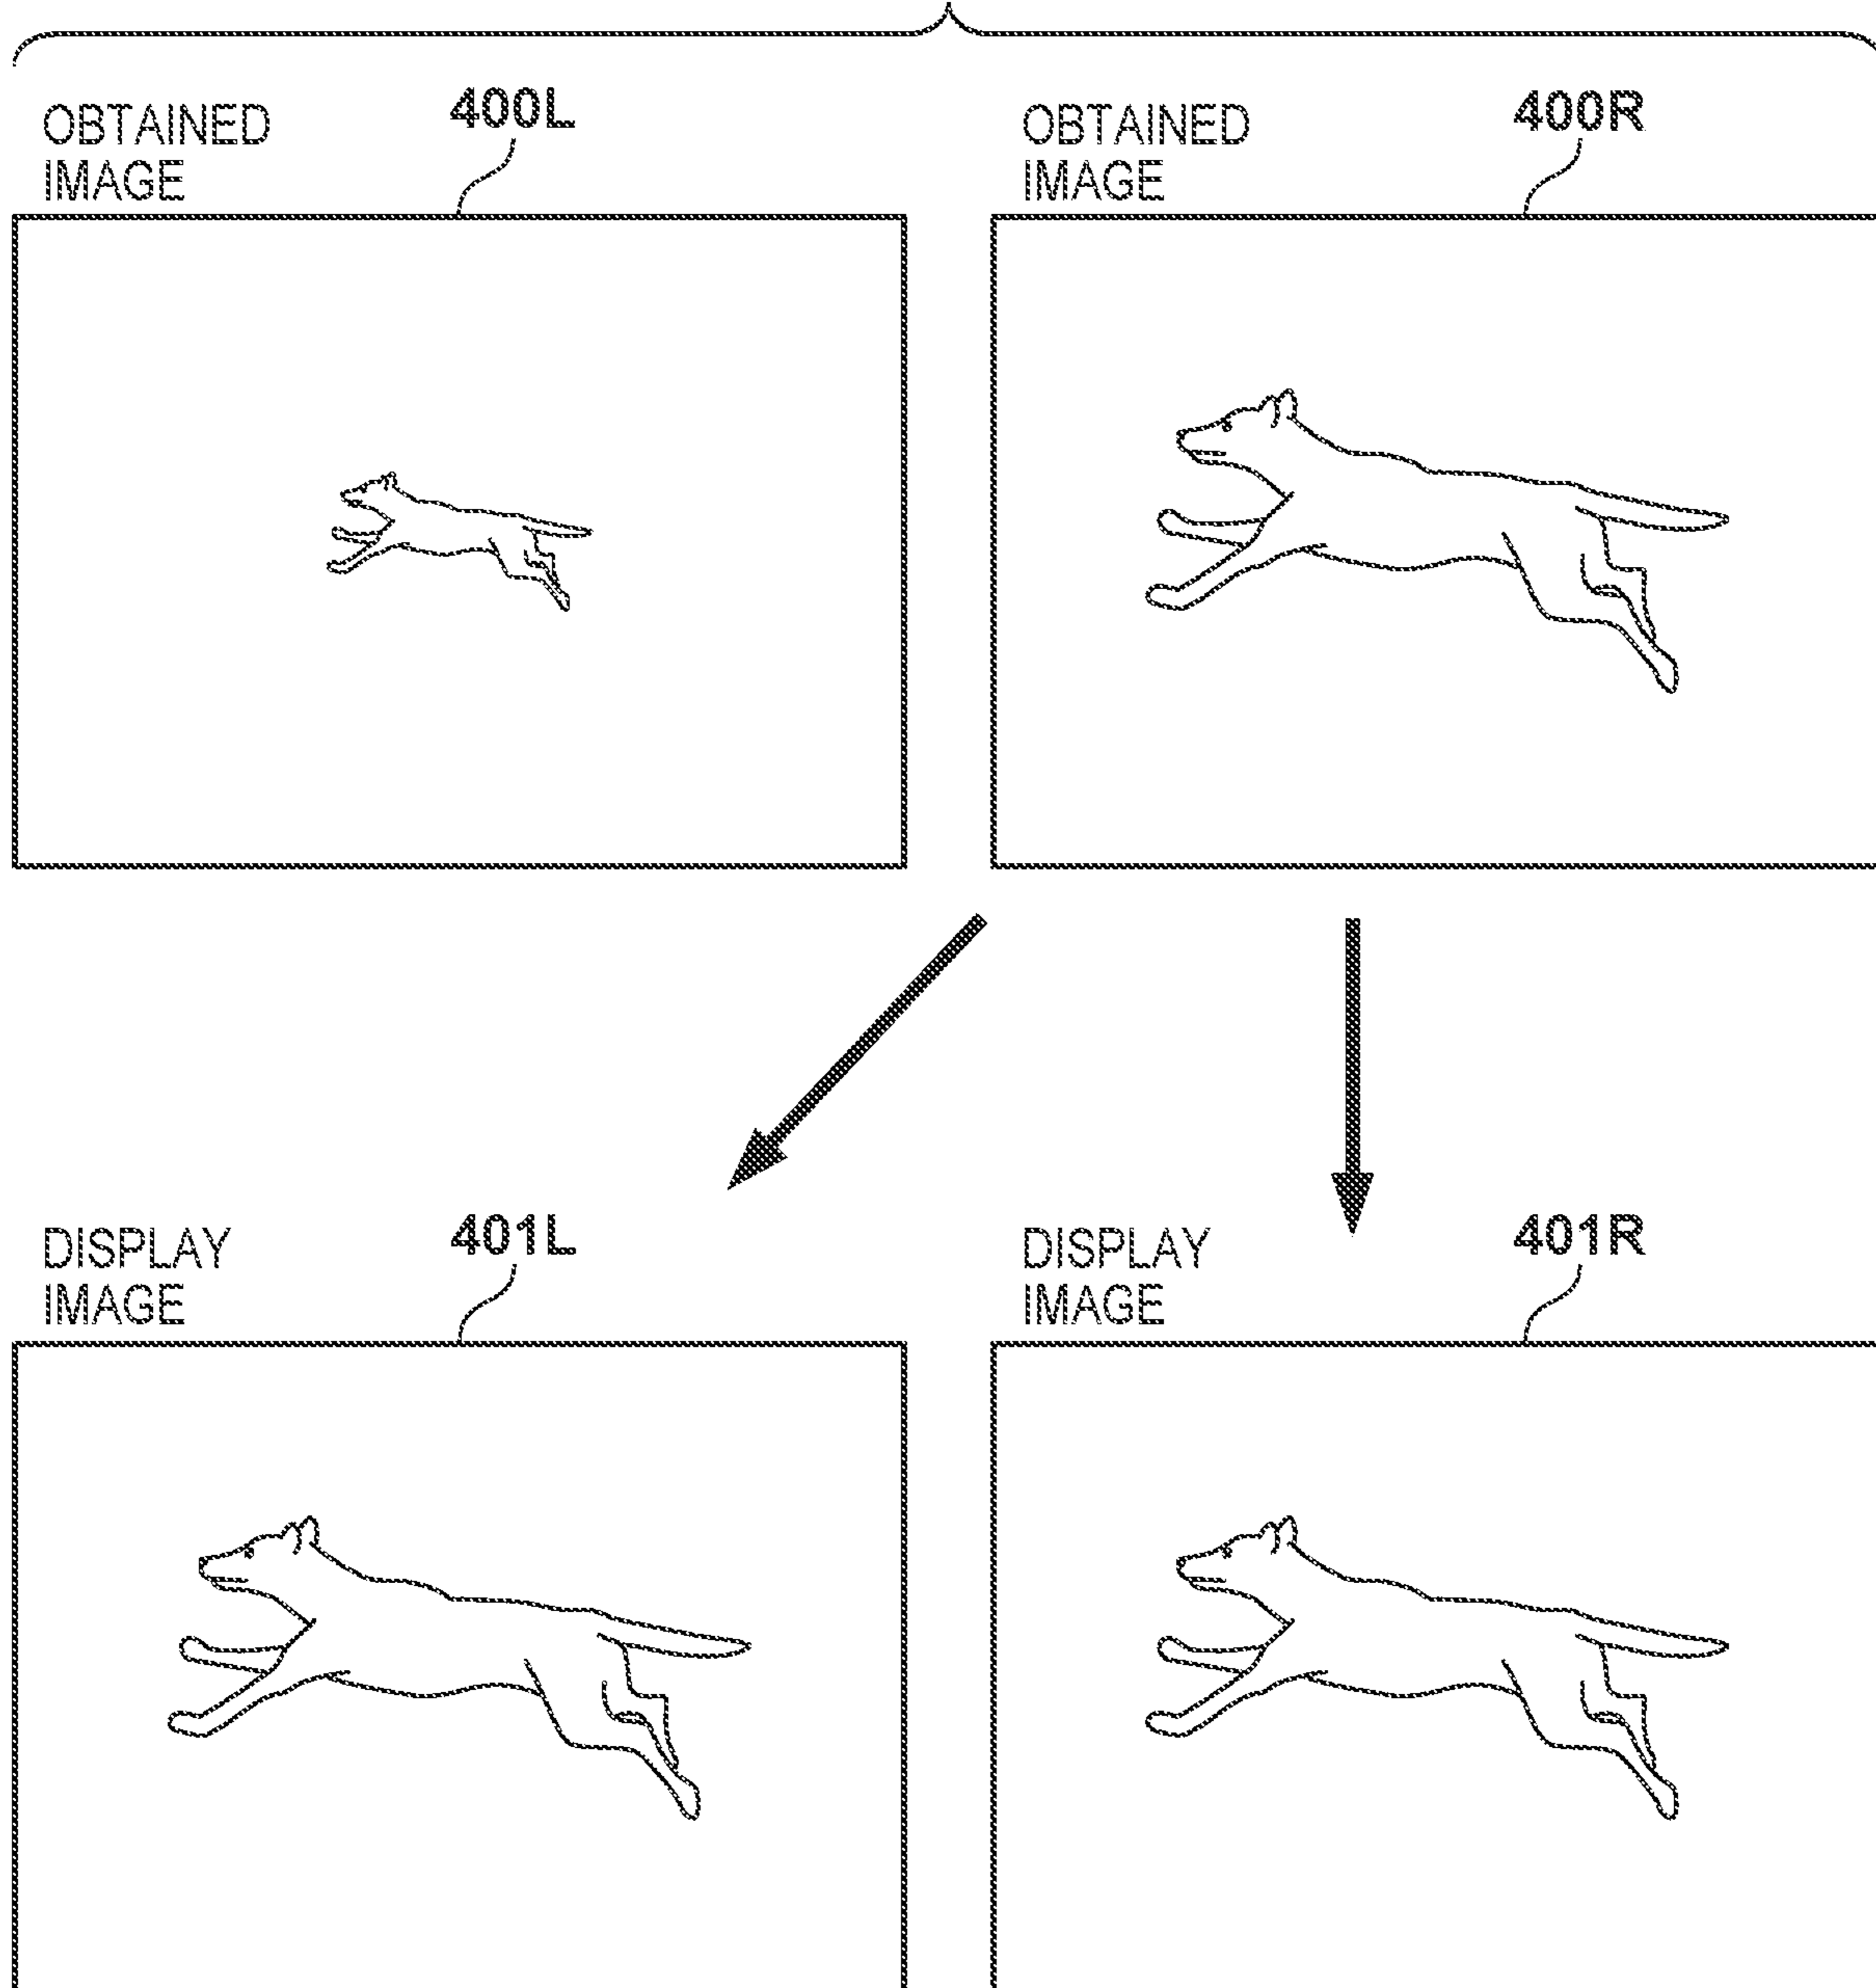 OBTAINED
IMAGE
400L
OBTAINED
IMAGE
400R
DISPLAY
IMAGE
401L
DISPLAY
IMAGE
401R